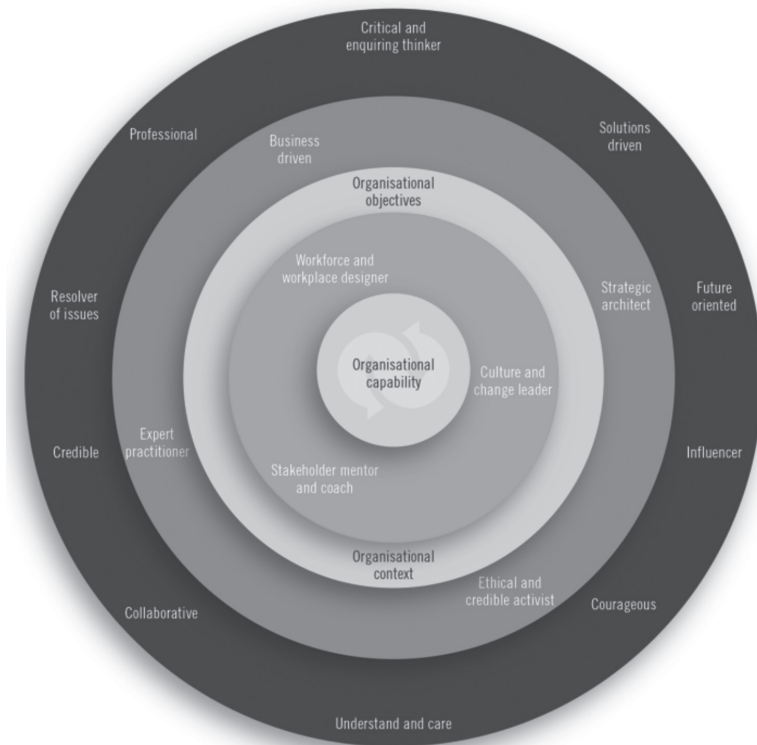 Critical and
enquiring thinker
Professional
Solutions
driven
Business
driven
Organisational
objectives
Workforce and
workplace designer
Resolver
of issues
Strategic
architect
Future
oriented
Organisational
capability
Culture and
change leader
Credible
Expert
practitioner
Influencer
Stakeholder mentor
and coach
Organisational
context
Ethical and
credible activist
Collaborative
Courageous
Understand and care